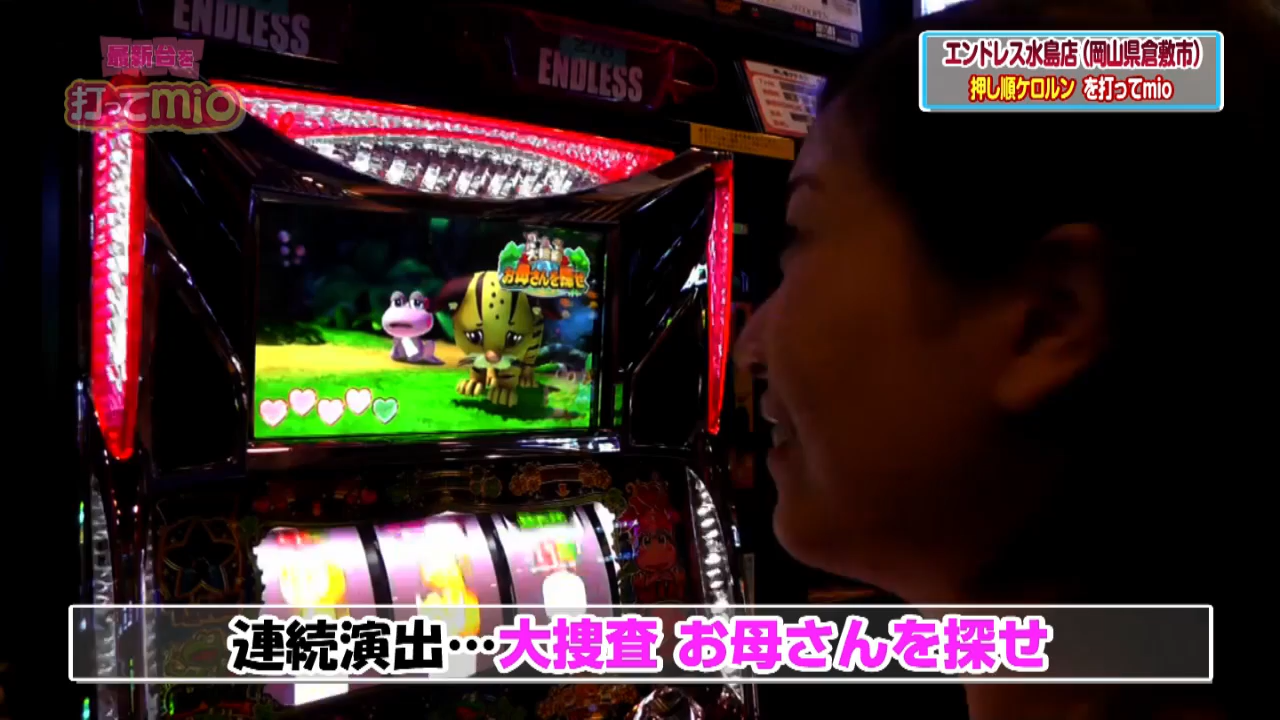 ENDLESS
ENDLESS
最新台を
打ってmio
エンドレス水島店(岡山県倉敷市)
押し順ケロルン を打ってmio
お母さんを探せ
連続演出…大捜査 お母さんを探せ